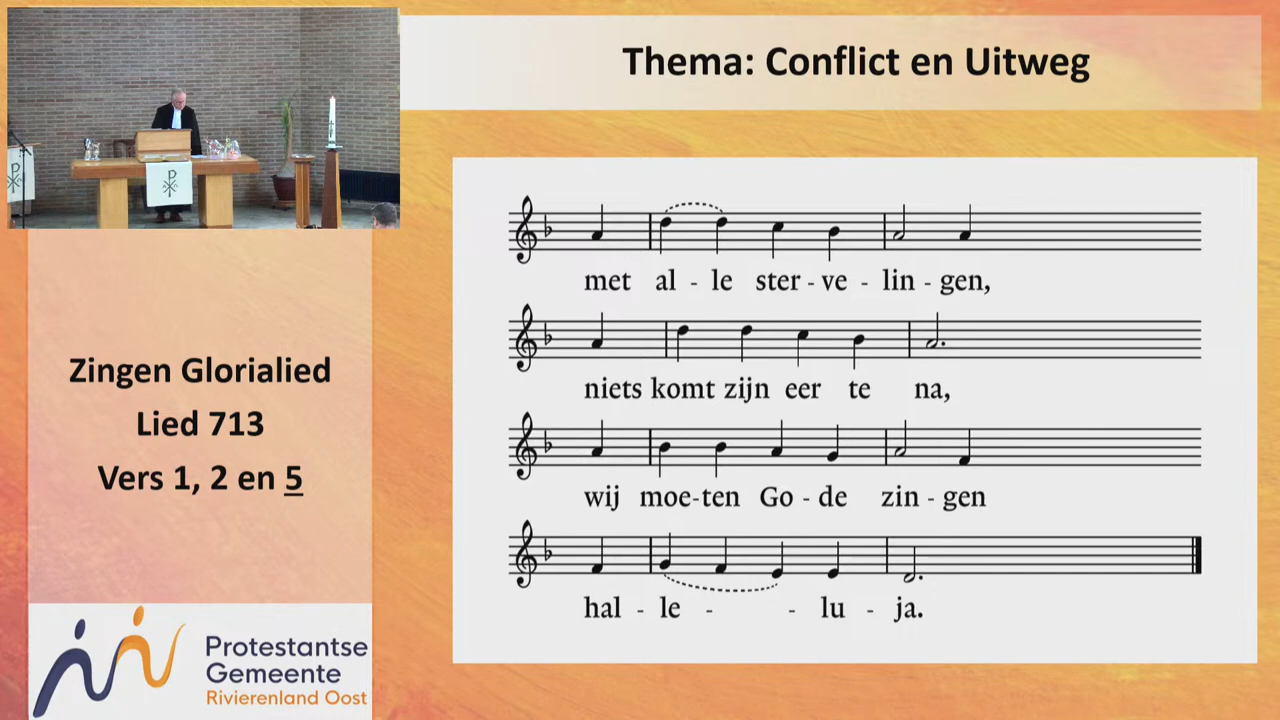 Thema: Conflict en Uitweg
met al - le ster - ve - lin - gen,
niets komt zijn eer te na,
wij moe-ten Go - de zin - gen
hal - le - - lu - ja.
Zingen Glorialied
Lied 713
Vers 1, 2 en 5
Protestantse
Gemeente
Rivierenland Oost